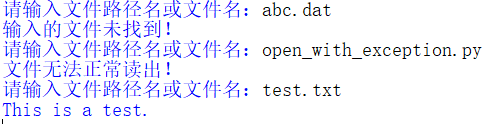 请输入文件路径名或文件名：abc.dat
输入的文件未找到！
请输入文件路径名或文件名：open_with_exception.py
文件无法正常读出！
请输入文件路径名或文件名：test.txt
This is a test.